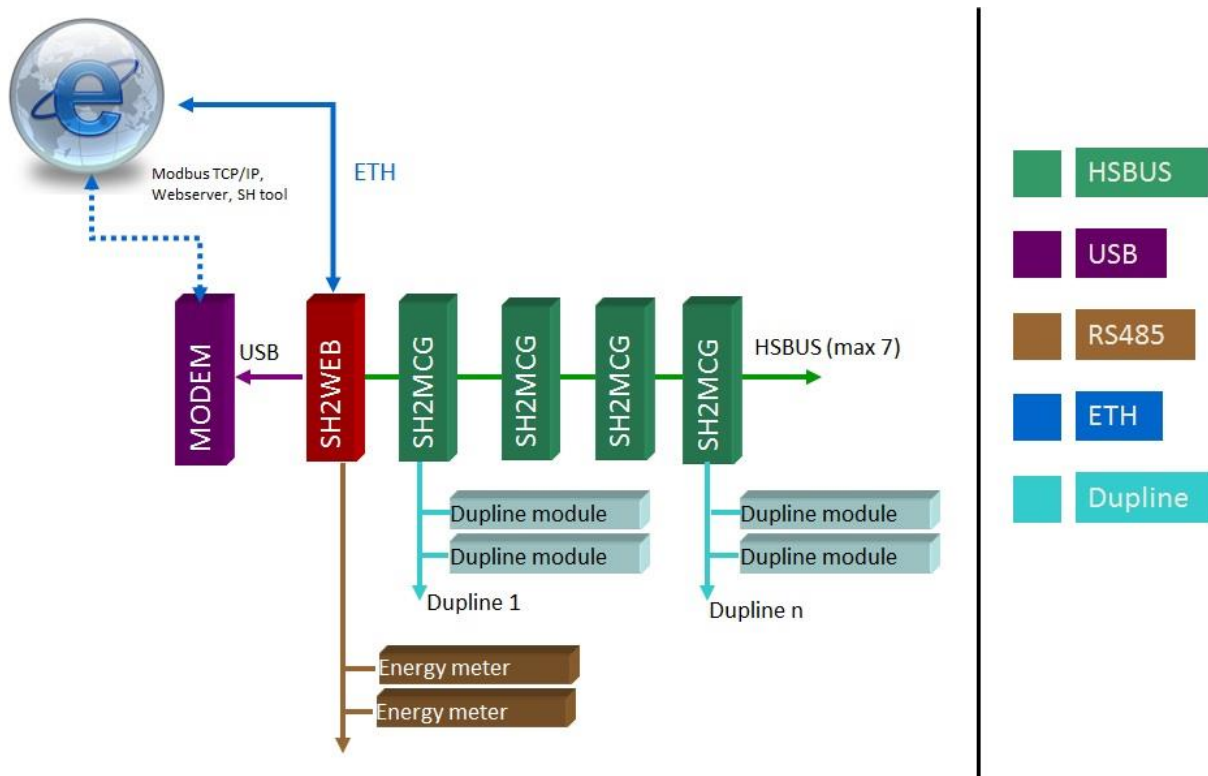 e
Modbus TCP/IP,
Webserver, SH tool
ETH
MODEM
USB
SH2WEB
SH2MCG
SH2MCG
SH2MCG
SH2MCG
HSBUS (max 7)
Dupline module
Dupline module
Dupline 1
Dupline module
Dupline module
Dupline n
Energy meter
Energy meter
HSBUS
USB
RS485
ETH
Dupline